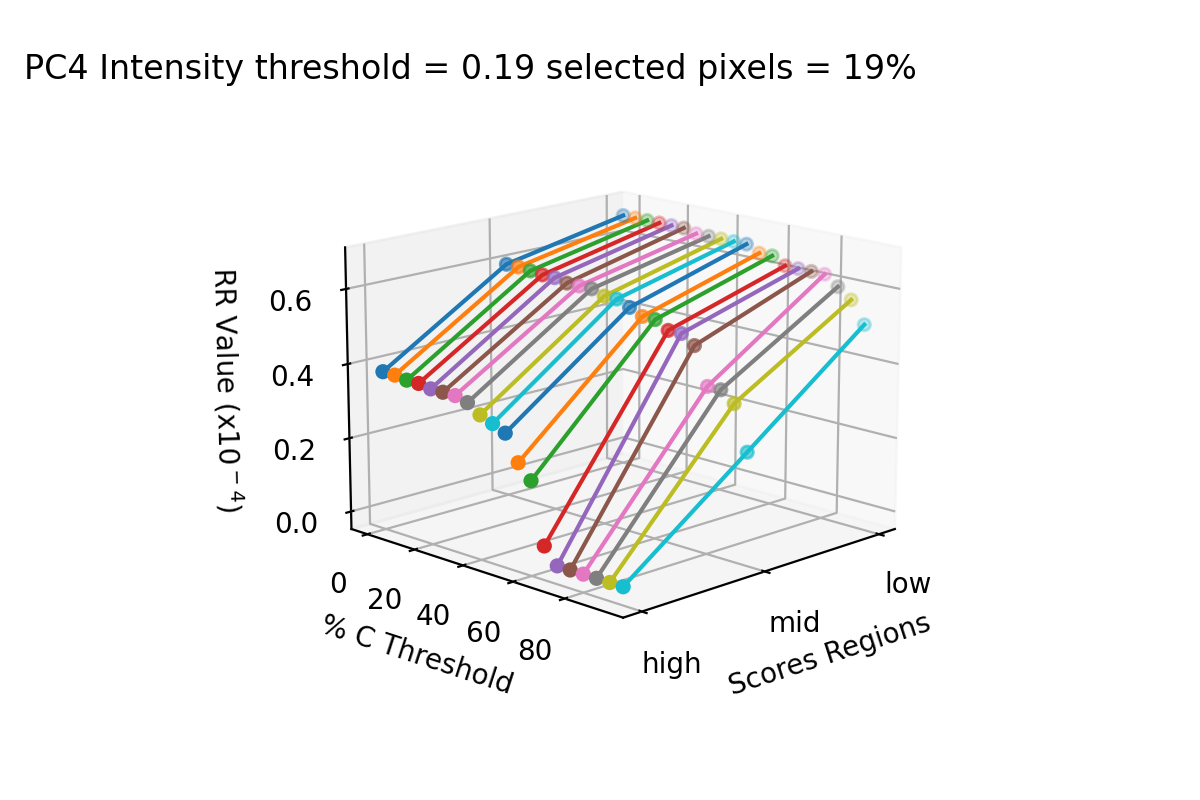 PC4 Intensity threshold = 0.19 selected pixels = 19%
RR Value (x10⁻⁴)
0.6
0.4
0.2
0.0
0
20
40
60
80
% C Threshold
low
mid
high
Scores Regions